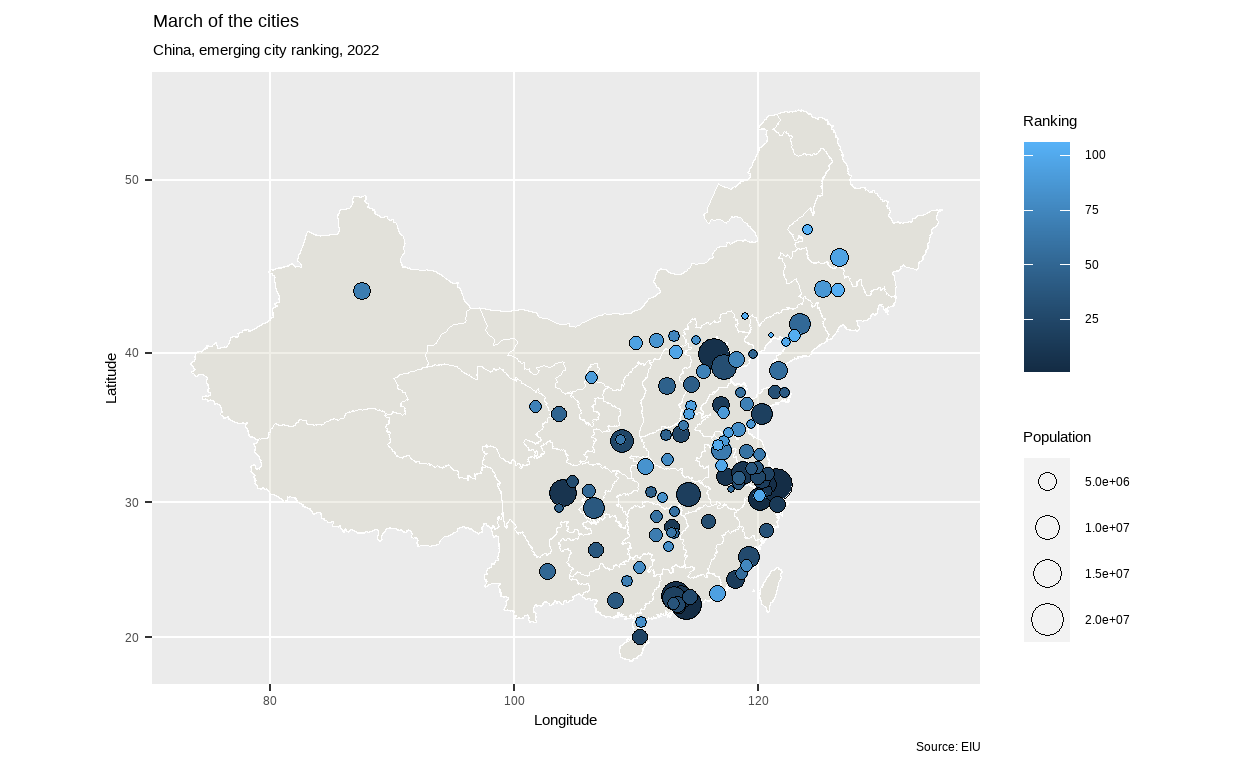 March of the cities
China, emerging city ranking, 2022
50
40
30
20
Latitude
80
100
120
Longitude
Ranking
100
75
50
25
Population
5.0e+06
1.0e+07
1.5e+07
2.0e+07
Source: EIU